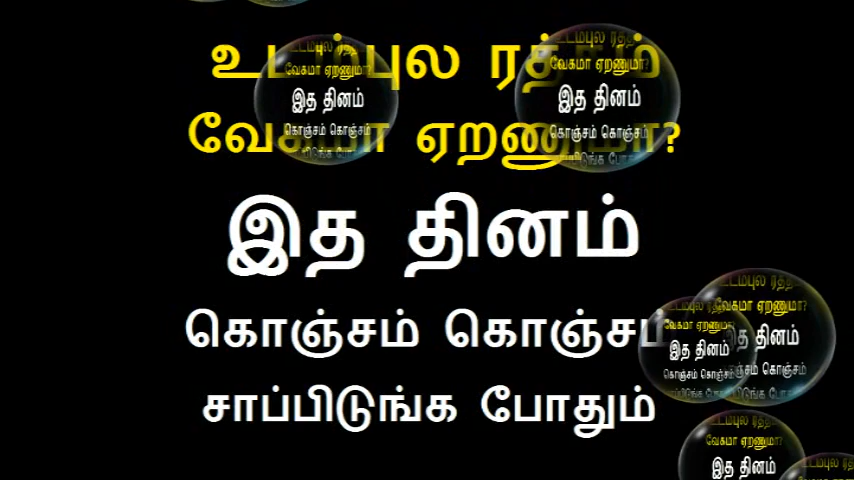 உடம்புல ரத்தம்
வேகமா ஏறணுமா?
இத தினம்
கொஞ்சம் கொஞ்சம்
சாப்பிடுங்க போதும்